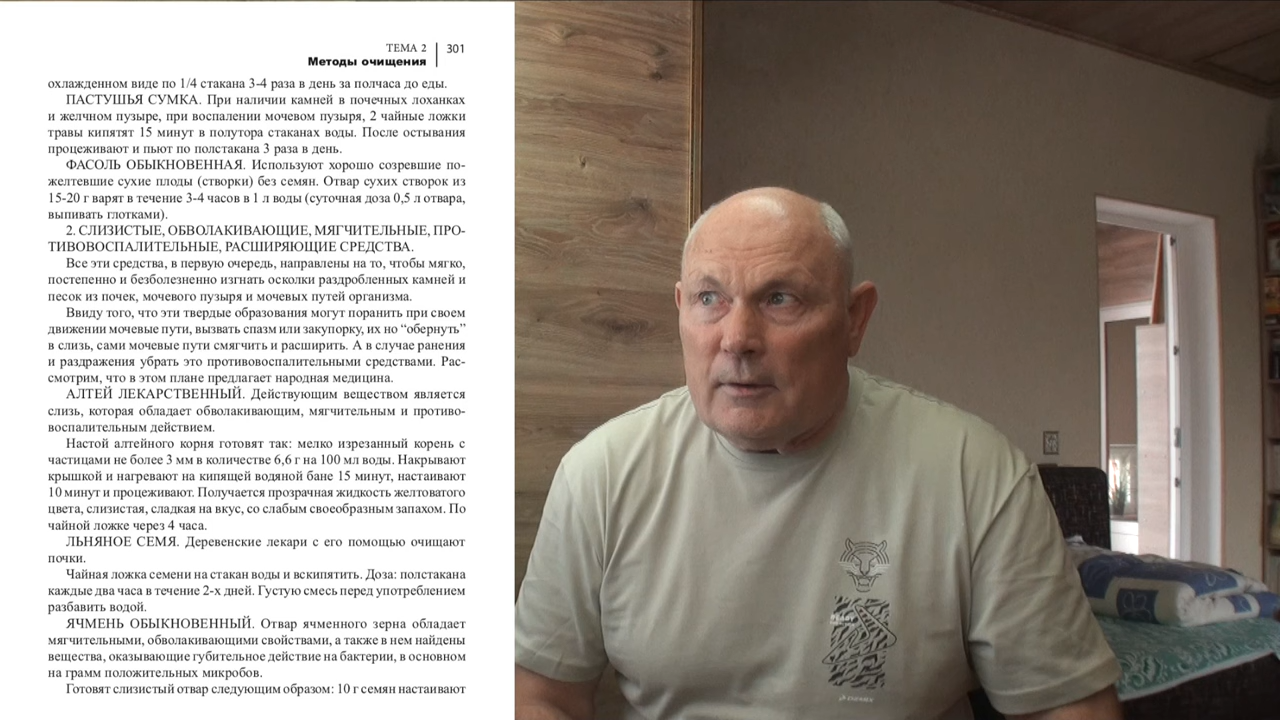 ТЕМА 2
301
Методы очищения
охлажденном виде по 1/4 стакана 3-4 раза в день за полчаса до еды.
ПАСТУШЬЯ СУМКА. При наличии камней в почечных лоханках
и желчном пузыре, при воспалении мочевом пузыря, 2 чайные ложки
травы кипятят 15 минут в полутора стаканах воды. После остывания
процеживают и пьют по полстакана 3 раза в день.
ФАСОЛЬ ОБЫКНОВЕННАЯ. Используют хорошо созревшие по-
желтевшие сухие плоды (створки) без семян. Отвар сухих створок из
15-20 г варят в течение 3-4 часов в 1 л воды (суточная доза 0,5 л отвара,
выпивать глотками).
2. СЛИЗИСТЫЕ, ОБВОЛАКИВАЮЩИЕ, МЯГЧИТЕЛЬНЫЕ, ПРО-
ТИВОВОСПАЛИТЕЛЬНЫЕ, РАСШИРЯЮЩИЕ СРЕДСТВА.
Все эти средства, в первую очередь, направлены на то, чтобы мягко,
постепенно и безболезненно изгнать осколки раздробленных камней и
песок из почек, мочевого пузыря и мочевых путей организма.
Ввиду того, что эти твердые образования могут поранить при своем
движении мочевые пути, вызвать спазм или закупорку, их но “обернуть”
в слизь, сами мочевые пути смягчить и расширить. А в случае ранения
и раздражения убрать это противовоспалительными средствами. Рас-
смотрим, что в этом плане предлагает народная медицина.
АЛТЕЙ ЛЕКАРСТВЕННЫЙ. Действующим веществом является
слизь, которая обладает обволакивающим, мягчительным и противо-
воспалительным действием.
Настой алтейного корня готовят так: мелко изрезанный корень с
частицами не более 3 мм в количестве 6,6 г на 100 мл воды. Накрывают
крышкой и нагревают на кипящей водяной бане 15 минут, настаивают
10 минут и процеживают. Получается прозрачная жидкость желтоватого
цвета, слизистая, сладкая на вкус, со слабым своеобразным запахом. По
чайной ложке через 4 часа.
ЛЬНЯНОЕ СЕМЯ. Деревенские лекари с его помощью очищают
почки.
Чайная ложка семени на стакан воды и вскипятить. Доза: полстакана
каждые два часа в течение 2-х дней. Густую смесь перед употреблением
разбавить водой.
ЯЧМЕНЬ ОБЫКНОВЕННЫЙ. Отвар ячменного зерна обладает
мягчительными, обволакивающими свойствами, а также в нем найдены
вещества, оказывающие губительное действие на бактерии, в основном
на грамм положительных микробов.
Готовят слизистый отвар следующим образом: 10 г семян настаивают